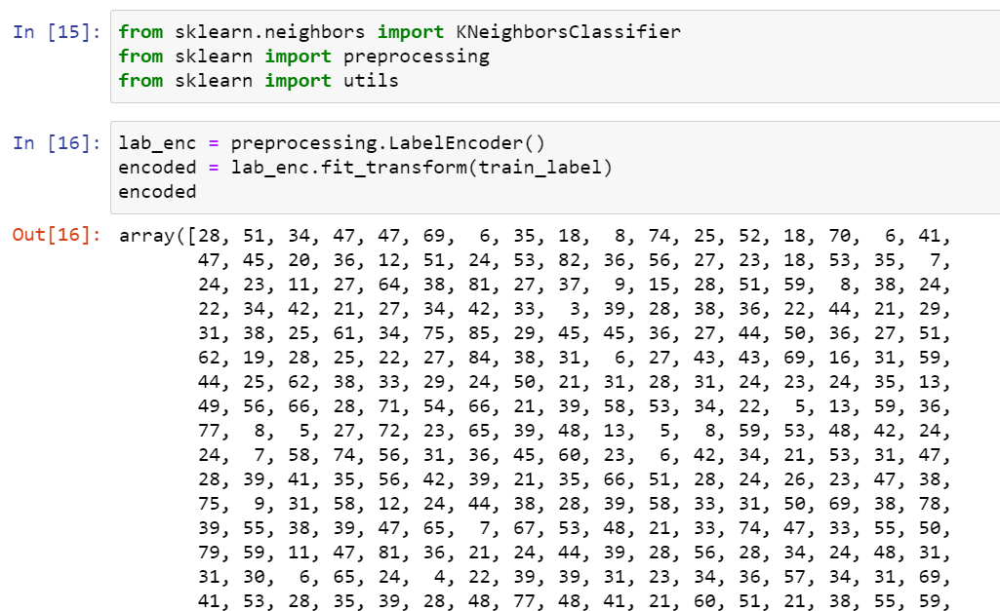 In [15]: from sklearn.neighbors import KNeighborsClassifier
from sklearn import preprocessing
from sklearn import utils
In [16]: lab_enc = preprocessing.LabelEncoder()
encoded = lab_enc.fit_transform(train_label)
encoded
Out[16]: array([28, 51, 34, 47, 47, 69, 6, 35, 18, 8, 74, 25, 52, 18, 70, 6, 41,
47, 45, 20, 36, 12, 51, 24, 53, 82, 36, 56, 27, 23, 18, 53, 35, 7,
24, 23, 11, 27, 64, 38, 81, 27, 37, 9, 15, 28, 51, 59, 8, 38, 24,
22, 34, 42, 21, 27, 34, 42, 33, 3, 39, 28, 38, 36, 22, 44, 21, 29,
31, 38, 25, 61, 34, 75, 85, 29, 45, 45, 36, 27, 44, 50, 36, 27, 51,
62, 19, 28, 25, 22, 27, 84, 38, 31, 6, 27, 43, 43, 69, 16, 31, 59,
44, 25, 62, 38, 33, 29, 24, 50, 21, 31, 28, 31, 24, 23, 24, 35, 13,
49, 56, 66, 28, 71, 54, 66, 21, 39, 58, 53, 34, 22, 5, 13, 59, 36,
77, 8, 5, 27, 72, 23, 65, 39, 48, 13, 5, 8, 59, 53, 48, 42, 24,
24, 7, 58, 74, 56, 31, 36, 45, 60, 23, 6, 42, 34, 21, 53, 31, 47,
28, 39, 41, 35, 56, 42, 39, 21, 35, 66, 51, 28, 24, 26, 23, 47, 38,
75, 9, 31, 58, 12, 24, 44, 38, 28, 39, 58, 33, 31, 50, 69, 38, 78,
39, 55, 38, 39, 47, 65, 7, 67, 53, 48, 21, 33, 74, 47, 33, 55, 50,
79, 59, 11, 47, 81, 36, 21, 24, 44, 39, 28, 56, 28, 34, 24, 48, 31,
31, 30, 6, 65, 24, 4, 22, 39, 39, 31, 23, 34, 36, 57, 34, 31, 69,
41, 53, 28, 35, 39, 28, 48, 77, 48, 41, 21, 60, 51, 21, 38, 55, 59,